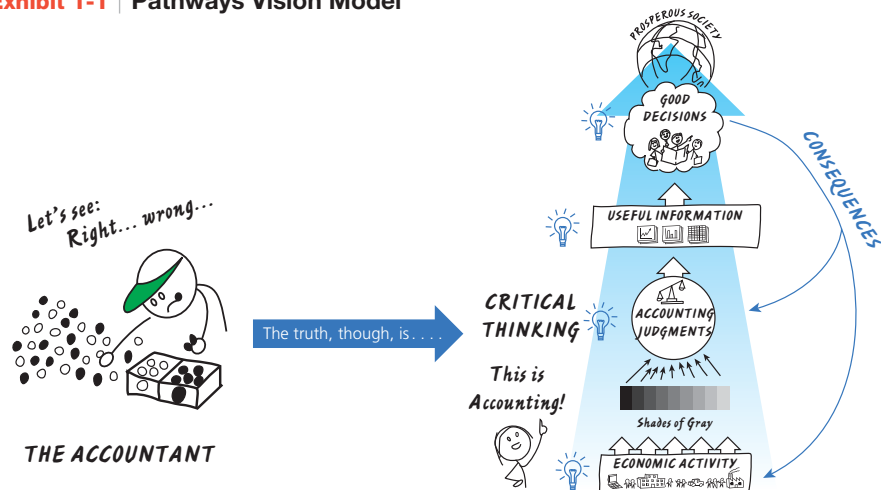 Exhibit 1-1 | Pathways Vision Model
PROSPEROUS SOCIETY
GOOD
DECISIONS
CONSEQUENCES
Let's see:
Right... wrong...
USEFUL INFORMATION
The truth, though, is....
CRITICAL
THINKING
ACCOUNTING
JUDGMENTS
This is
Accounting!
Shades of Gray
THE ACCOUNTANT
ECONOMIC ACTIVITY